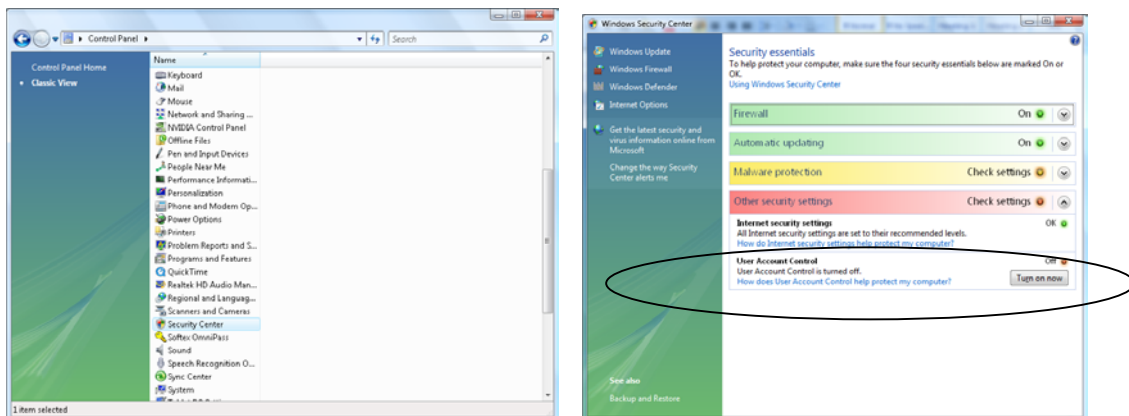 Control Panel
Search
Control Panel Home
Classic View
Name
Keyboard
Mail
Mouse
Network and Sharing ...
NVIDIA Control Panel
Offline Files
Pen and Input Devices
People Near Me
Performance Informati...
Personalization
Phone and Modem Op...
Power Options
Printers
Problem Reports and S...
Programs and Features
QuickTime
Realtek HD Audio Man...
Regional and Languag...
Scanners and Cameras
Security Center
Softex OmniPass
Sound
Speech Recognition O...
Sync Center
System
1 item selected
Windows Security Center
Windows Update
Windows Firewall
Windows Defender
Internet Options
Get the latest security and
virus information online from
Microsoft
Change the way Security
Center alerts me
See also
Backup and Restore
Security essentials
To help protect your computer, make sure the four security essentials below are marked On or
OK.
Using Windows Security Center
Firewall On
Automatic updating On
Malware protection Check settings
Other security settings Check settings
Internet security settings OK
All Internet security settings are set to their recommended levels.
How do Internet security settings help protect my computer?
User Account Control Off
User Account Control is turned off.
How does User Account Control help protect my computer?
Turn on now